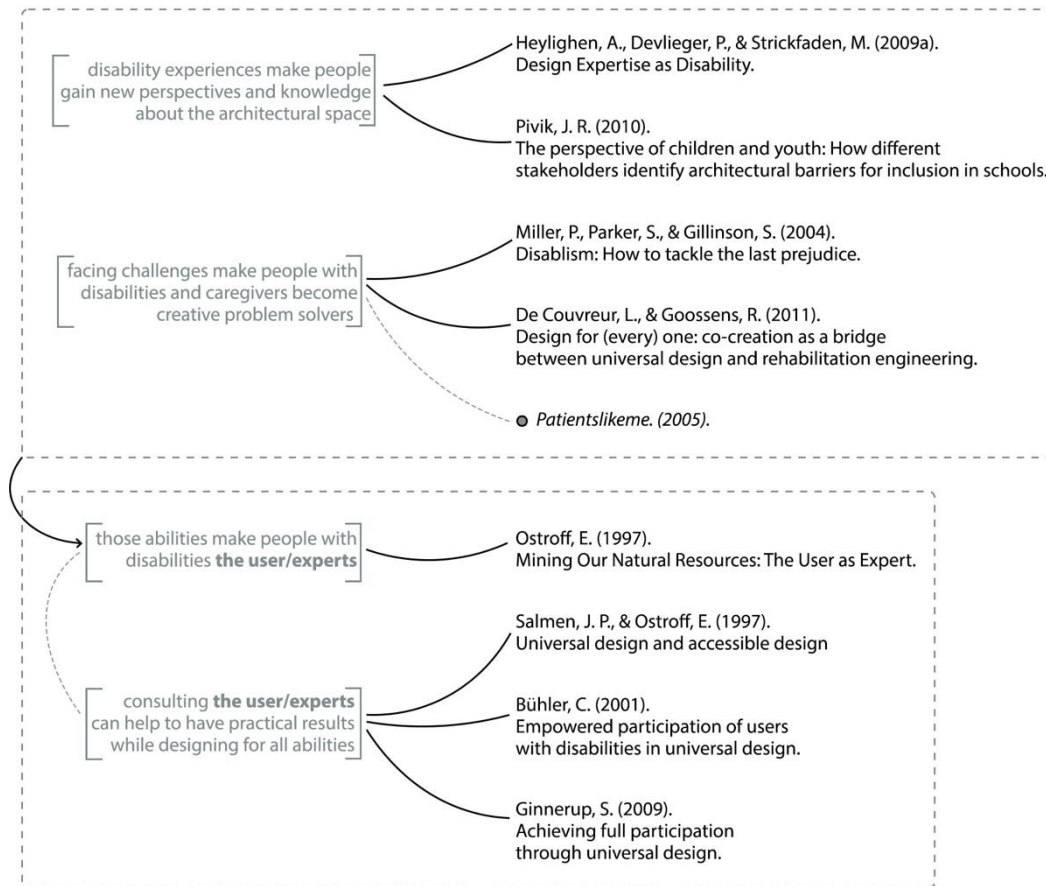 disability experiences make people
gain new perspectives and knowledge
about the architectural space
Heylighen, A., Devlieger, P., & Strickfaden, M. (2009a).
Design Expertise as Disability.
Pivik, J. R. (2010).
The perspective of children and youth: How different
stakeholders identify architectural barriers for inclusion in schools.
facing challenges make people with
disabilities and caregivers become
creative problem solvers
Miller, P., Parker, S., & Gillinson, S. (2004).
Disablism: How to tackle the last prejudice.
De Couvreur, L., & Goossens, R. (2011).
Design for (every) one: co-creation as a bridge
between universal design and rehabilitation engineering.
Patientslikeme. (2005).
those abilities make people with
disabilities the user/experts
Ostroff, E. (1997).
Mining Our Natural Resources: The User as Expert.
consulting the user/experts
can help to have practical results
while designing for all abilities
Salmen, J. P., & Ostroff, E. (1997).
Universal design and accessible design
Bühler, C. (2001).
Empowered participation of users
with disabilities in universal design.
Ginnerup, S. (2009).
Achieving full participation
through universal design.